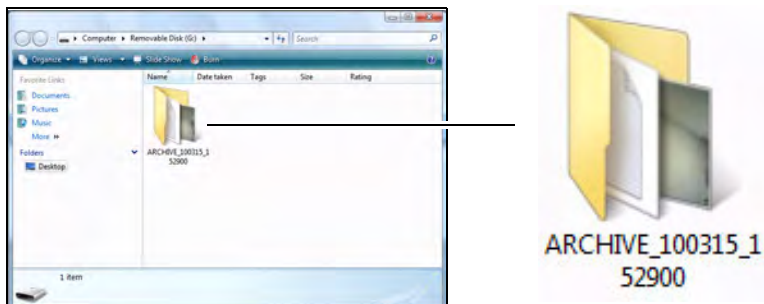 Computer ▸ Removable Disk (G:) ▸
Search
Organize Views Slide Show Burn
Favorite Links
Name Date taken Tags Size Rating
Documents
Pictures
Music
More »
Folders
Desktop
ARCHIVE_100315_1
52900
1 item
ARCHIVE_100315_1
52900